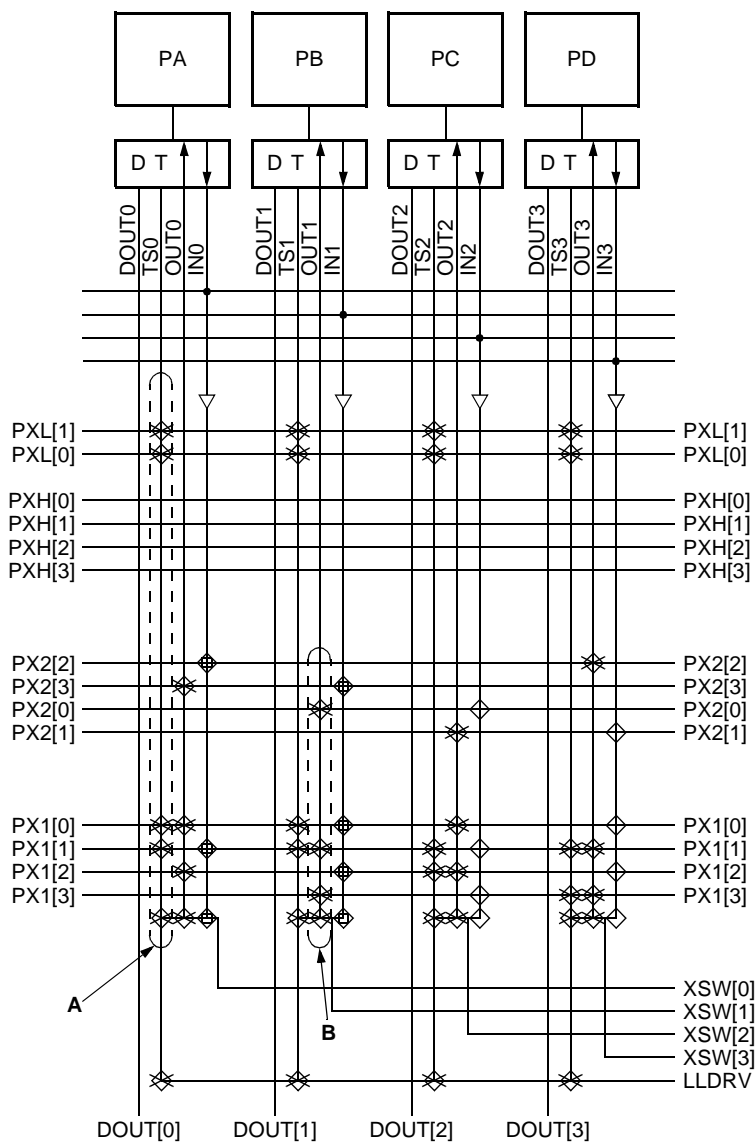 PA PB PC PD
D T D T D T D T
DOUT0 TS0 OUT0 IN0 DOUT1 TS1 OUT1 IN1 DOUT2 TS2 OUT2 IN2 DOUT3 TS3 OUT3 IN3
PXL[1] PXL[1]
PXL[0] PXL[0]
PXH[0] PXH[0]
PXH[1] PXH[1]
PXH[2] PXH[2]
PXH[3] PXH[3]
PX2[2] PX2[2]
PX2[3] PX2[3]
PX2[0] PX2[0]
PX2[1] PX2[1]
PX1[0] PX1[0]
PX1[1] PX1[1]
PX1[2] PX1[2]
PX1[3] PX1[3]
XSW[0]
A XSW[1]
B XSW[2]
XSW[3]
LLDRV
DOUT[0] DOUT[1] DOUT[2] DOUT[3]